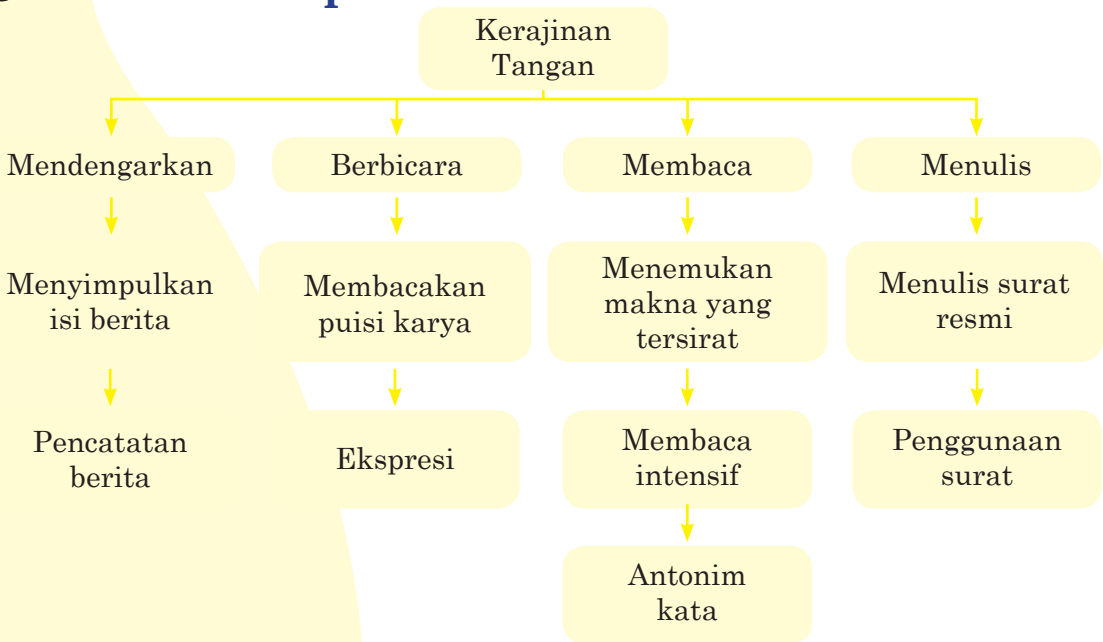 Kerajinan
Tangan
Mendengarkan
Berbicara
Membaca
Menulis
Menyimpulkan
isi berita
Membacakan
puisi karya
Menemukan
makna yang
tersirat
Menulis surat
resmi
Pencatatan
berita
Ekspresi
Membaca
intensif
Penggunaan
surat
Antonim
kata